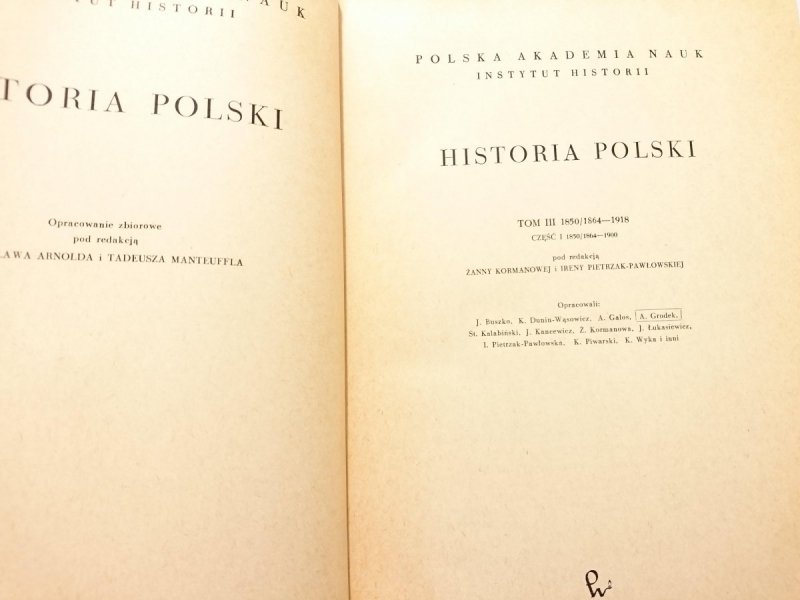 NAUK
TUT HISTORII
TORIA POLSKI
Opracowanie zbiorowe
pod redakcją
ŁAWA ARNOLDA i TADEUSZA MANTEUFFLA
POLSKA AKADEMIA NAUK
INSTYTUT HISTORII
HISTORIA POLSKI
TOM III 1850/1864—1918
CZĘŚĆ I 1850/1864—1900
pod redakcją
ŻANNY KORMANOWEJ i IRENY PIETRZAK-PAWŁOWSKIEJ
Opracowali:
J. Buszko, K. Dunin-Wąsowicz, A. Galos, A. Grodek,
St. Kalabiński, J. Kancewicz, Ż. Kormanowa, J. Łukasiewicz,
I. Pietrzak-Pawłowska, K. Piwarski, K. Wyka i inni